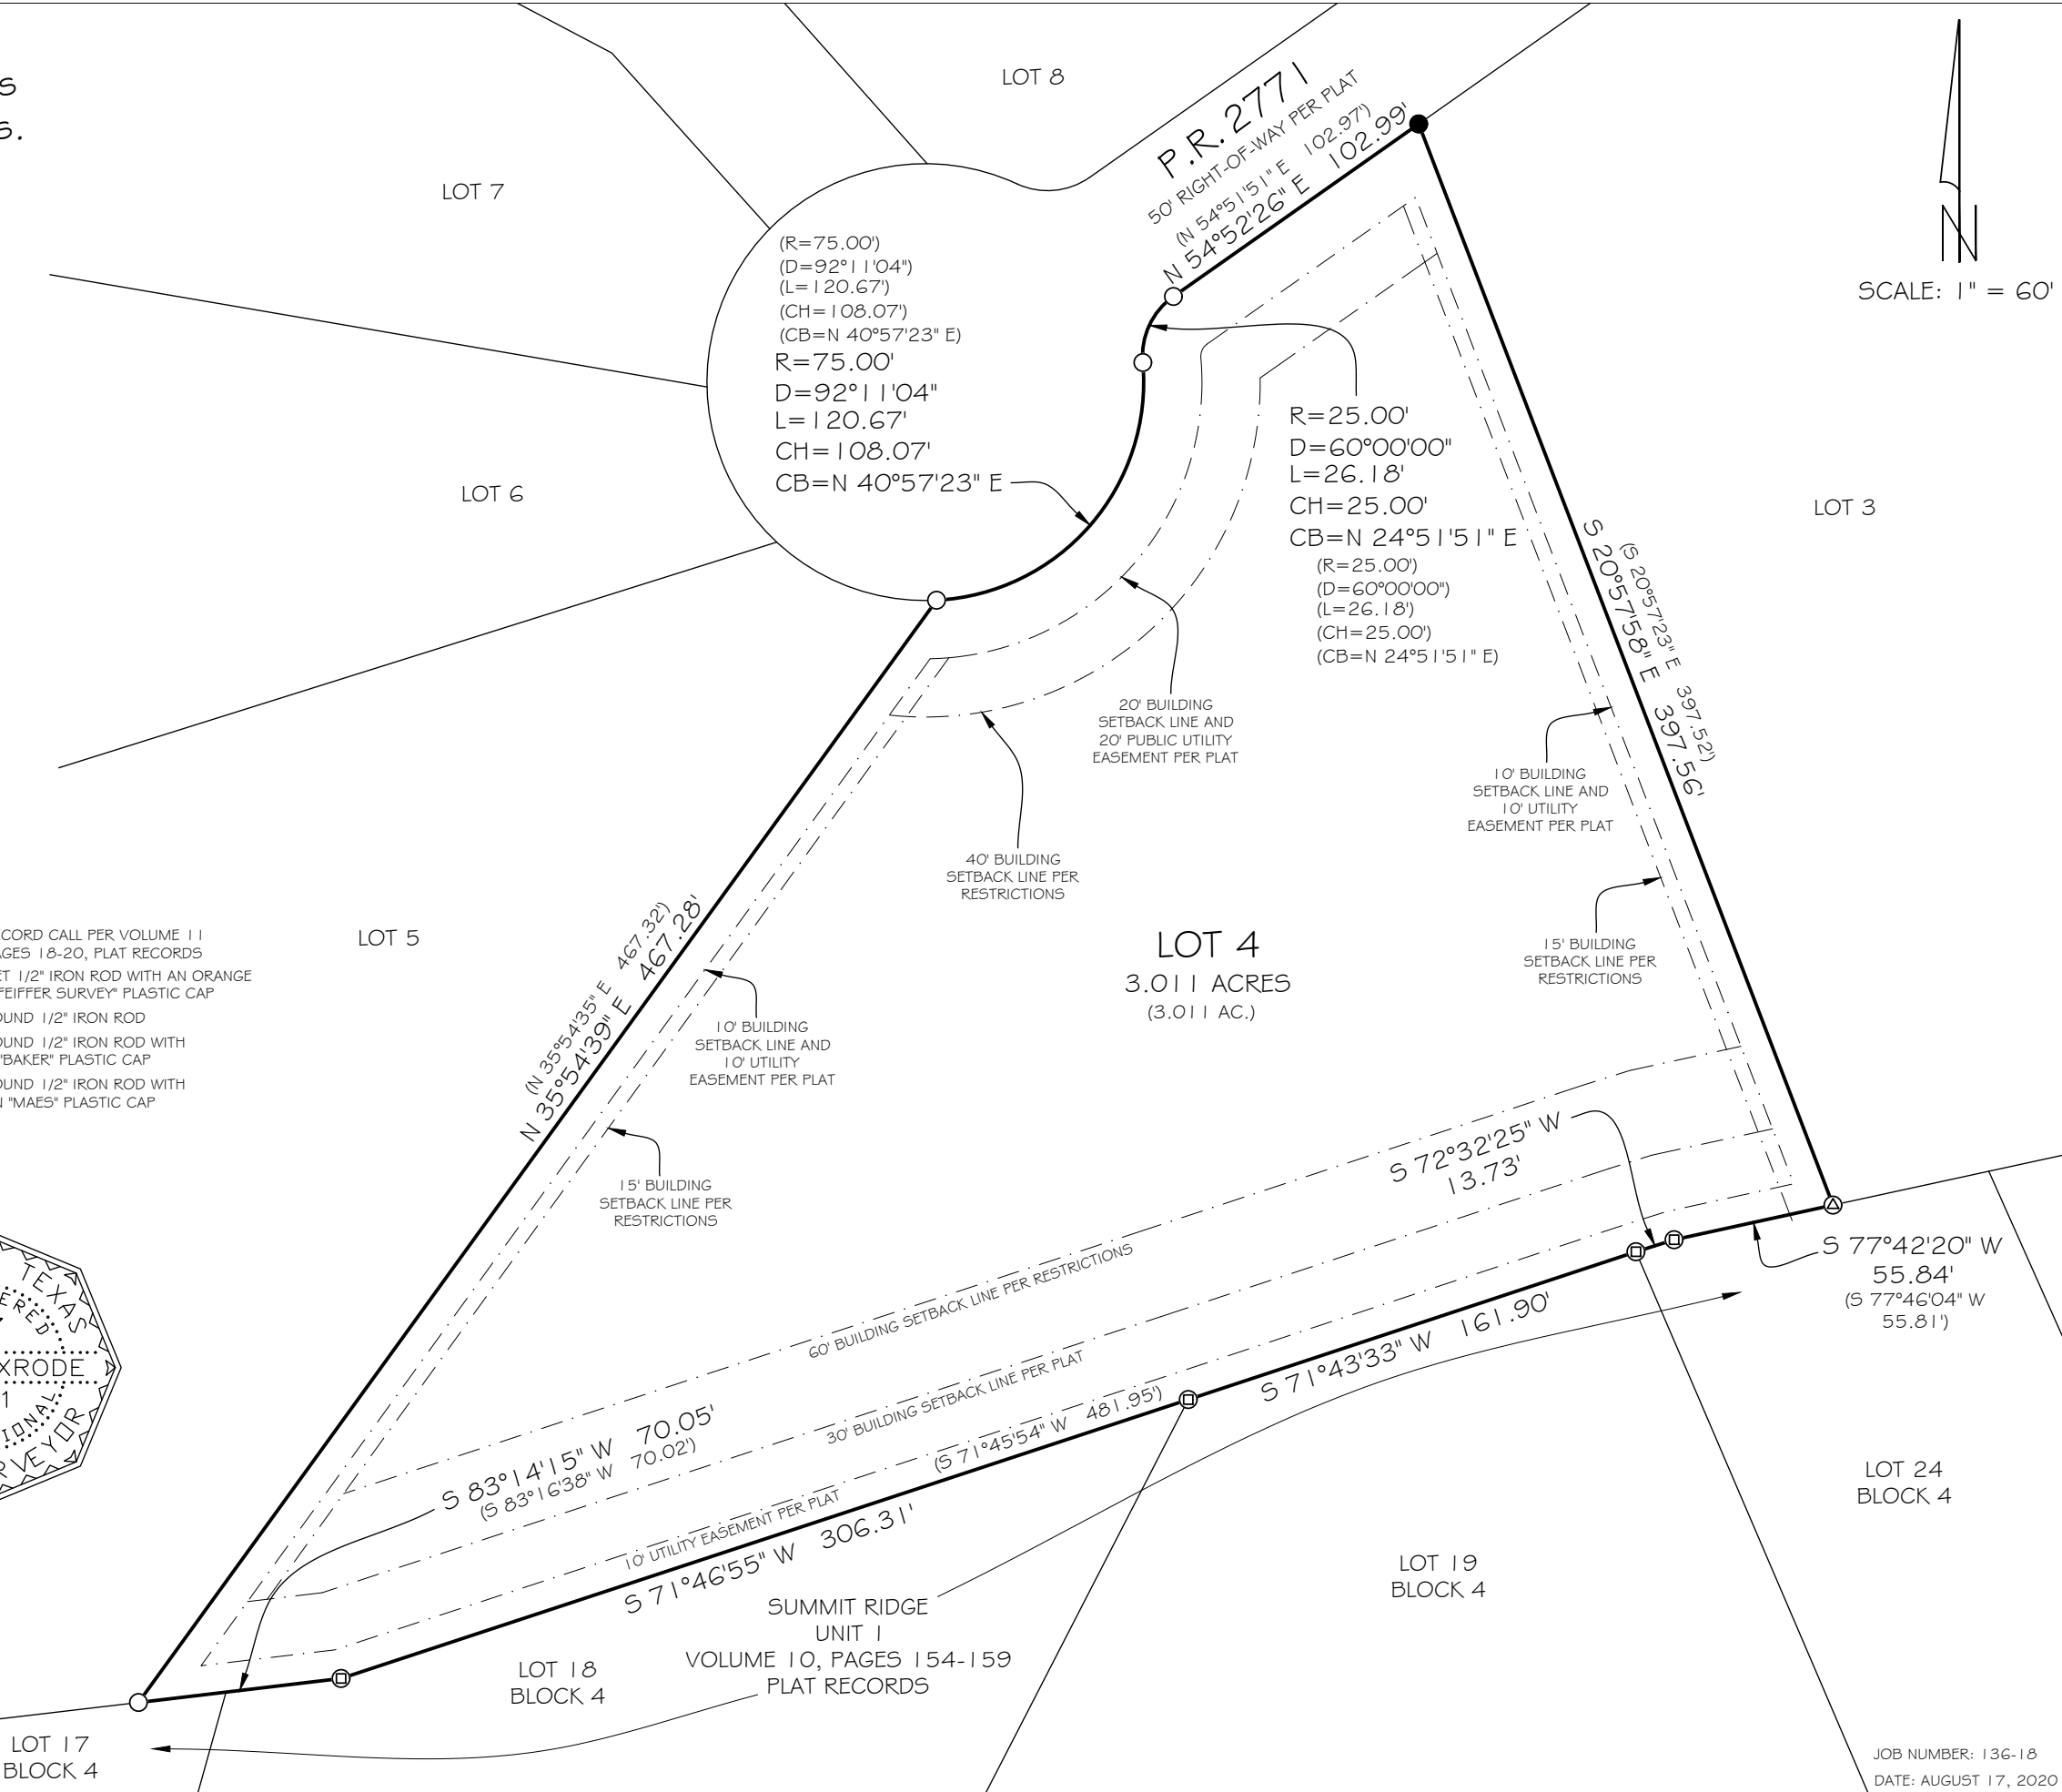 S.
LOT 8
P.R. 2771
50' RIGHT-OF-WAY PER PLAT
(N 54°51'51" E 102.97')
N 54°52'26" E 102.99'
N
SCALE: 1" = 60'
LOT 7
(R=75.00')
(D=92°11'04")
(L=120.67')
(CH=108.07')
(CB=N 40°57'23" E)
R=75.00'
D=92°11'04"
L=120.67'
CH=108.07'
CB=N 40°57'23" E
R=25.00'
D=60°00'00"
L=26.18'
CH=25.00'
CB=N 24°51'51" E
(R=25.00')
(D=60°00'00")
(L=26.18')
(CH=25.00')
(CB=N 24°51'51" E)
LOT 6
LOT 3
(S 20°57'23" E 397.52')
S 20°57'58" E 397.56'
20' BUILDING
SETBACK LINE AND
20' PUBLIC UTILITY
EASEMENT PER PLAT
10' BUILDING
SETBACK LINE AND
10' UTILITY
EASEMENT PER PLAT
40' BUILDING
SETBACK LINE PER
RESTRICTIONS
15' BUILDING
SETBACK LINE PER
RESTRICTIONS
LOT 5
LOT 4
3.011 ACRES
(3.011 AC.)
(N 35°54'35" E 467.32')
N 35°54'39" E 467.28'
CORD CALL PER VOLUME 11
AGES 18-20, PLAT RECORDS
ET 1/2" IRON ROD WITH AN ORANGE
FEIFFER SURVEY" PLASTIC CAP
OUND 1/2" IRON ROD
OUND 1/2" IRON ROD WITH
"BAKER" PLASTIC CAP
OUND 1/2" IRON ROD WITH
N "MAES" PLASTIC CAP
10' BUILDING
SETBACK LINE AND
10' UTILITY
EASEMENT PER PLAT
15' BUILDING
SETBACK LINE PER
RESTRICTIONS
S 72°32'25" W
13.73'
S 77°42'20" W
55.84'
(S 77°46'04" W
55.81')
TEXAS
ERED
XRODE
1
IONAL
RVEYOR
60' BUILDING SETBACK LINE PER RESTRICTIONS
30' BUILDING SETBACK LINE PER PLAT
S 71°43'33" W 161.90'
S 83°14'15" W 70.05'
(S 83°16'38" W 70.02')
(S 71°45'54" W 481.95')
10' UTILITY EASEMENT PER PLAT
S 71°46'55" W 306.31'
LOT 24
BLOCK 4
LOT 19
BLOCK 4
SUMMIT RIDGE
UNIT 1
VOLUME 10, PAGES 154-159
PLAT RECORDS
LOT 18
BLOCK 4
LOT 17
BLOCK 4
JOB NUMBER: 136-18
DATE: AUGUST 17, 2020